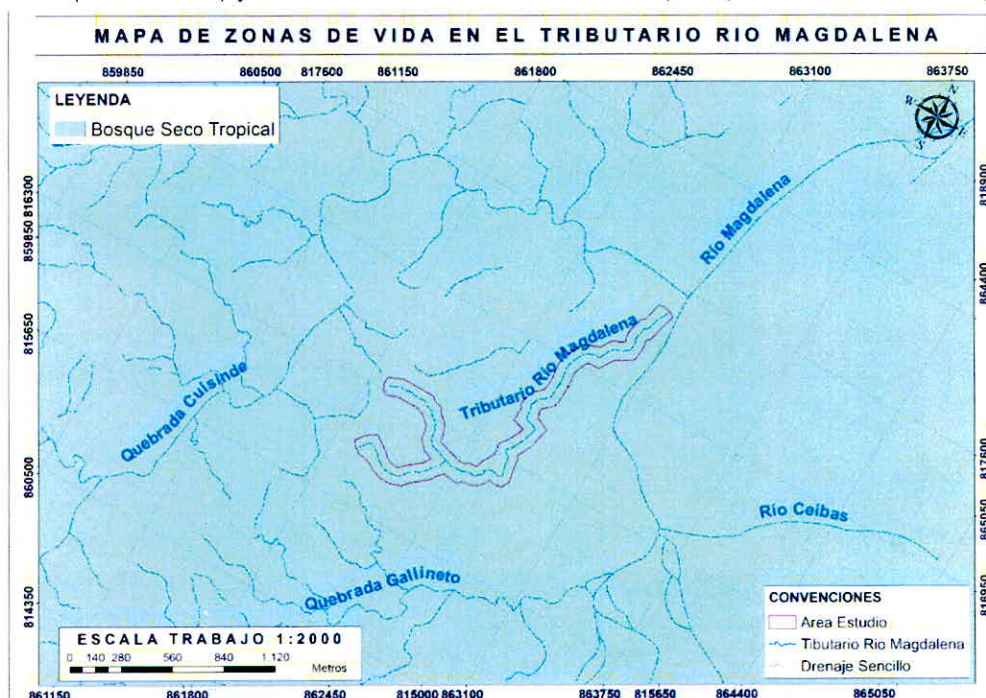 MAPA DE ZONAS DE VIDA EN EL TRIBUTARIO RIO MAGDALENA
859850 860500 817600 861150 861800 862450 863100 863750
LEYENDA
Bosque Seco Tropical
N
W
E
S
816300
859850
815650
860500
814350
818900
864400
817600
865050
816950
Río Magdalena
Tributario Rio Magdalena
Quebrada Cuisinde
Río Ceibas
Quebrada Gallineto
CONVENCIONES
Area Estudio
Tibutario Rio Magdalena
Drenaje Sencillo
ESCALA TRABAJO 1:2000
0 140 280 560 840 1.120
Metros
861150 861800 862450 815000 863100 863750 815650 864400 865050